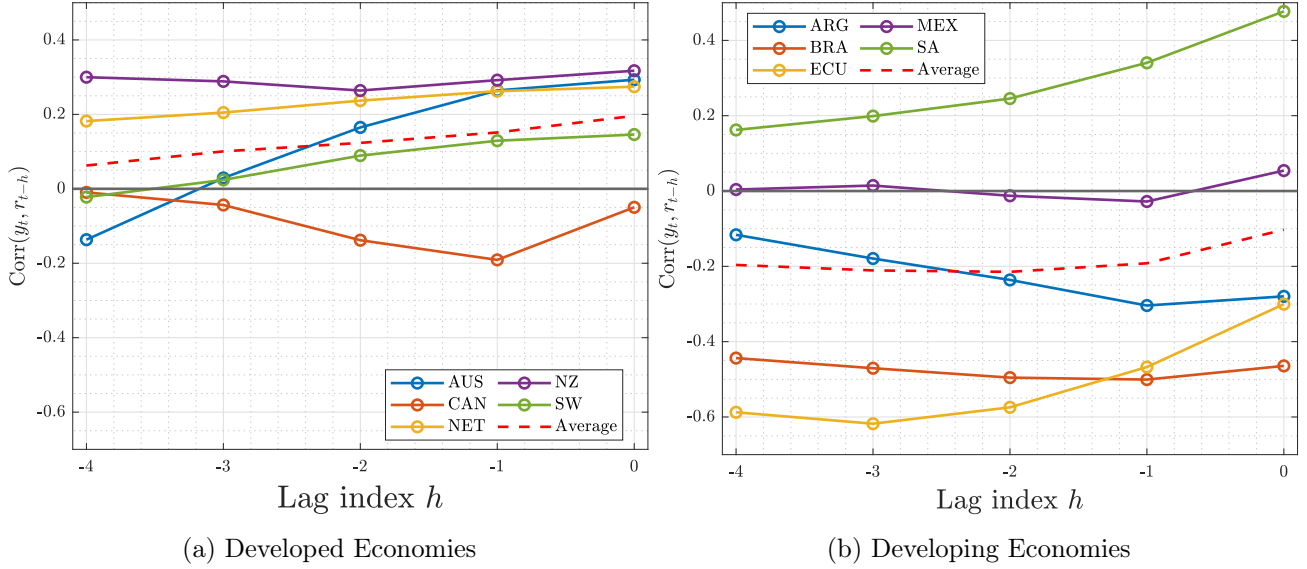 0.4
0.2
0
-0.2
-0.4
-0.6
Corr(y_t, r_{t−h})
AUS
CAN
NET
NZ
SW
Average
-4
-3
-2
-1
0
Lag index h
(a) Developed Economies
0.4
0.2
0
-0.2
-0.4
-0.6
Corr(y_t, r_{t−h})
ARG
BRA
ECU
MEX
SA
Average
-4
-3
-2
-1
0
Lag index h
(b) Developing Economies